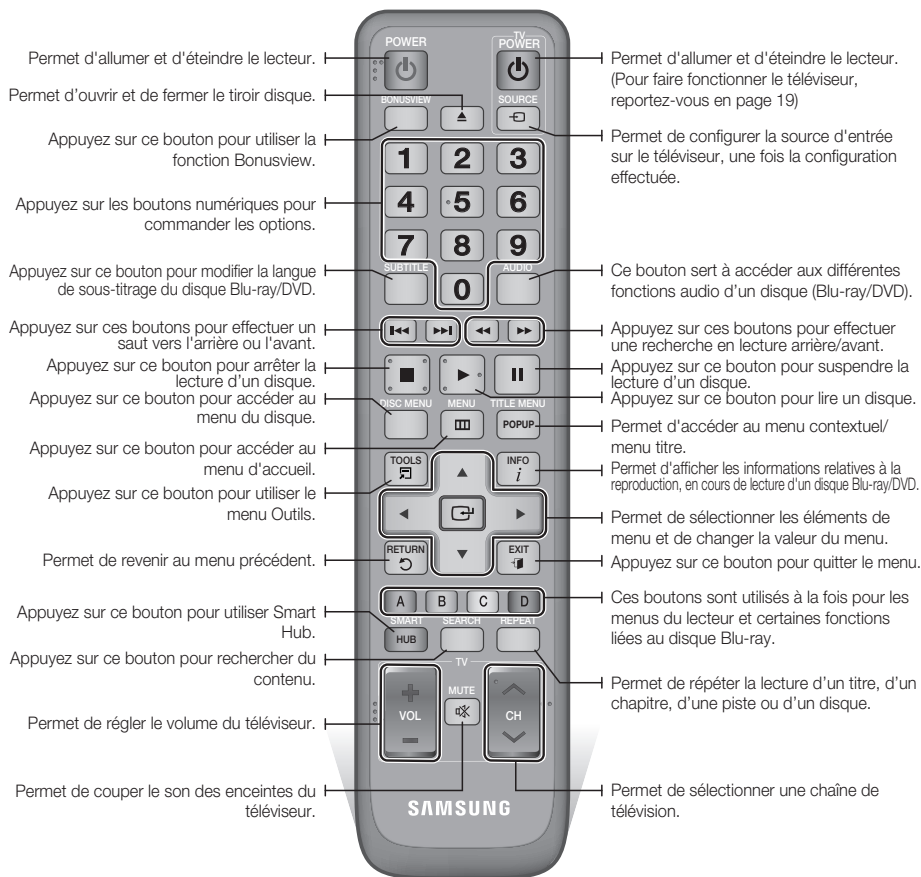 POWER
TV
POWER
Permet d'allumer et d'éteindre le lecteur.
Permet d'allumer et d'éteindre le lecteur.
(Pour faire fonctionner le téléviseur,
reportez-vous en page 19)
Permet d'ouvrir et de fermer le tiroir disque.
BONUSVIEW
SOURCE
Appuyez sur ce bouton pour utiliser la
fonction Bonusview.
Permet de configurer la source d'entrée
sur le téléviseur, une fois la configuration
effectuée.
1 2 3
4 5 6
7 8 9
0
Appuyez sur les boutons numériques pour
commander les options.
SUBTITLE
AUDIO
Appuyez sur ce bouton pour modifier la langue
de sous-titrage du disque Blu-ray/DVD.
Ce bouton sert à accéder aux différentes
fonctions audio d'un disque (Blu-ray/DVD).
Appuyez sur ces boutons pour effectuer un
saut vers l'arrière ou l'avant.
Appuyez sur ces boutons pour effectuer
une recherche en lecture arrière/avant.
Appuyez sur ce bouton pour arrêter la
lecture d'un disque.
Appuyez sur ce bouton pour suspendre la
lecture d'un disque.
Appuyez sur ce bouton pour lire un disque.
Appuyez sur ce bouton pour accéder au
menu du disque.
DISC MENU
MENU
TITLE MENU
POPUP
Permet d'accéder au menu contextuel/
menu titre.
Appuyez sur ce bouton pour accéder au
menu d'accueil.
TOOLS
INFO
i
Permet d'afficher les informations relatives à la
reproduction, en cours de lecture d'un disque Blu-ray/DVD.
Appuyez sur ce bouton pour utiliser le
menu Outils.
Permet de sélectionner les éléments de
menu et de changer la valeur du menu.
Permet de revenir au menu précédent.
RETURN
EXIT
Appuyez sur ce bouton pour quitter le menu.
A B C D
Ces boutons sont utilisés à la fois pour les
menus du lecteur et certaines fonctions
liées au disque Blu-ray.
Appuyez sur ce bouton pour utiliser Smart
Hub.
SMART
HUB
SEARCH
REPEAT
Appuyez sur ce bouton pour rechercher du
contenu.
Permet de répéter la lecture d'un titre, d'un
chapitre, d'une piste ou d'un disque.
TV
VOL
MUTE
CH
Permet de régler le volume du téléviseur.
Permet de couper le son des enceintes du
téléviseur.
Permet de sélectionner une chaîne de
télévision.
SAMSUNG